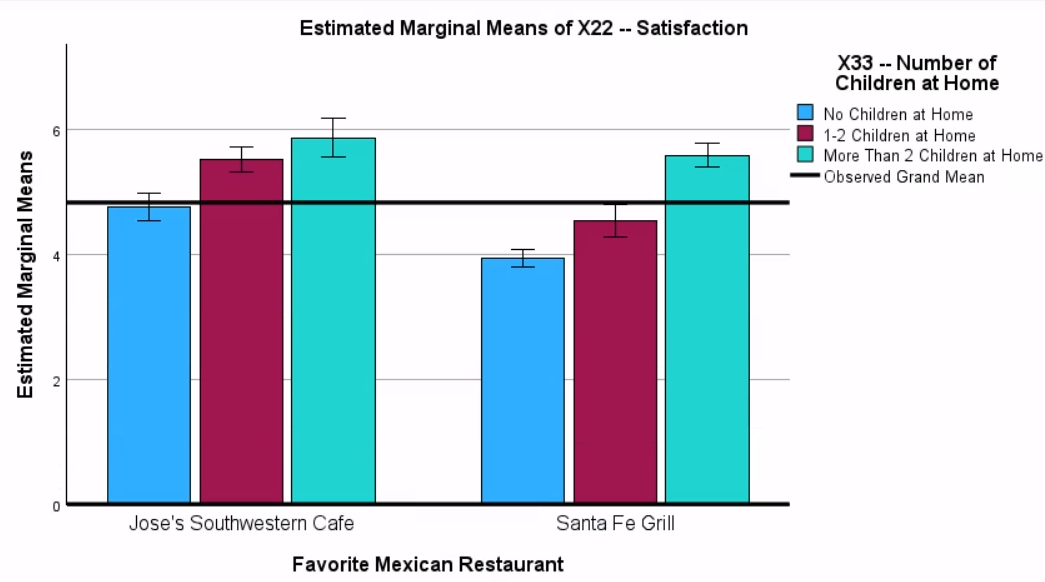 Estimated Marginal Means of X22 -- Satisfaction
X33 -- Number of
Children at Home
No Children at Home
1-2 Children at Home
More Than 2 Children at Home
Observed Grand Mean
Estimated Marginal Means
6
4
2
0
Jose's Southwestern Cafe
Santa Fe Grill
Favorite Mexican Restaurant